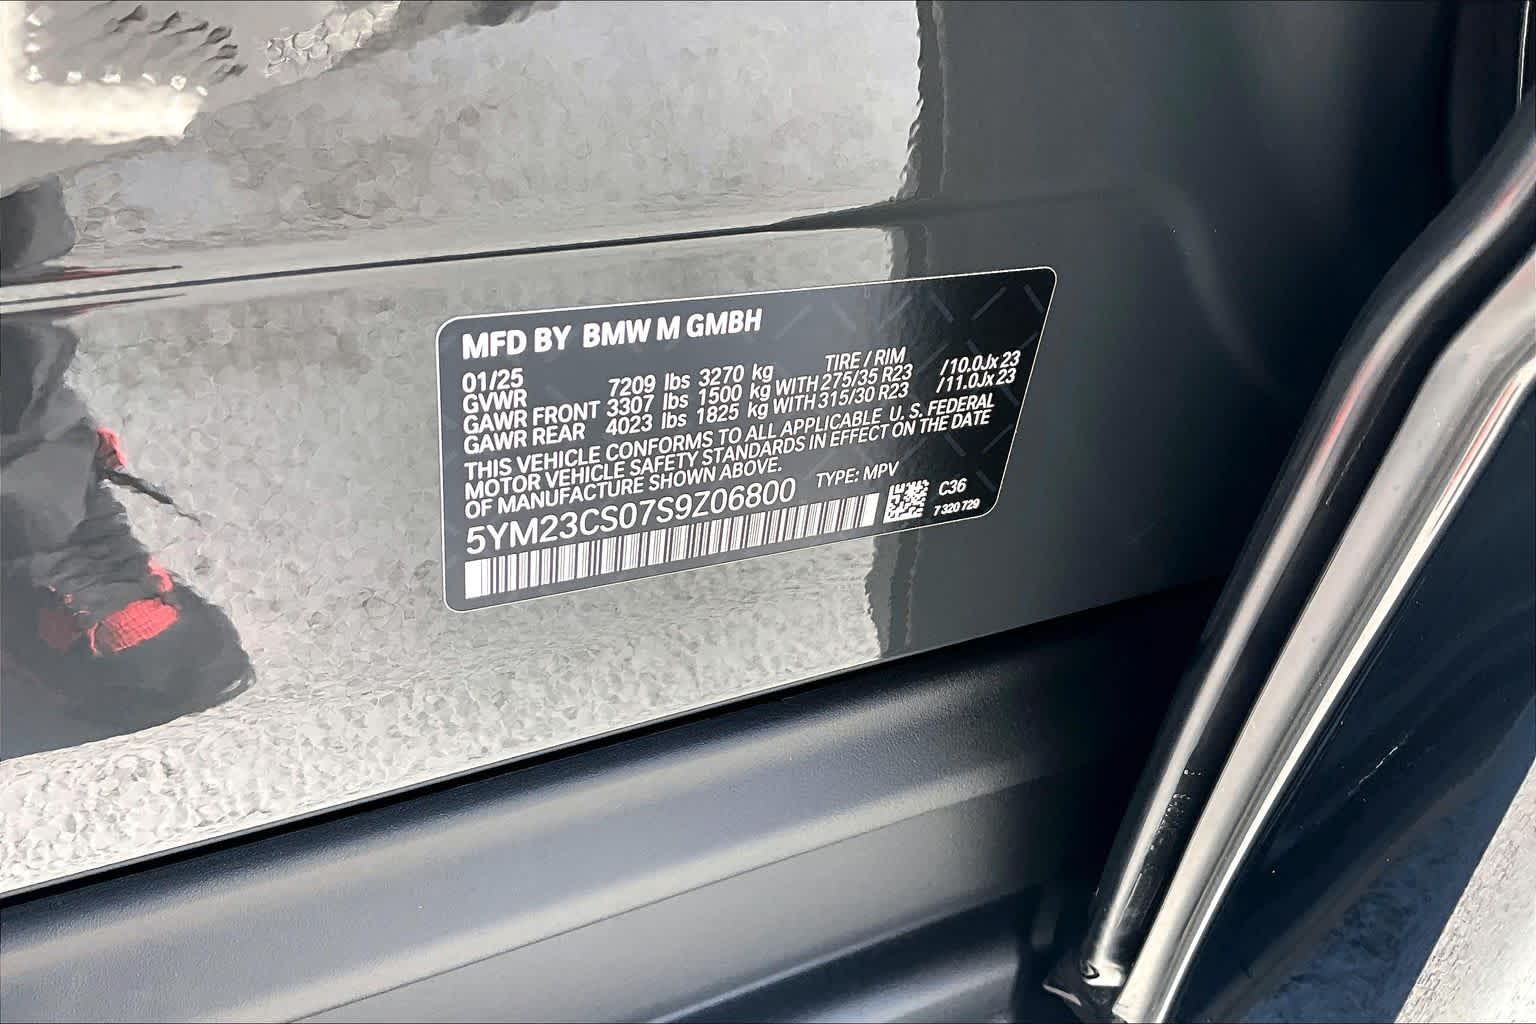 MFD BY BMW M GMBH
01/25 TIRE / RIM
GVWR 7209 lbs 3270 kg WITH 275/35 R23 /10.0Jx 23
GAWR FRONT 3307 lbs 1500 kg WITH 315/30 R23 /11.0Jx 23
GAWR REAR 4023 lbs 1825 kg
THIS VEHICLE CONFORMS TO ALL APPLICABLE U. S. FEDERAL
MOTOR VEHICLE SAFETY STANDARDS IN EFFECT ON THE DATE
OF MANUFACTURE SHOWN ABOVE.
5YM23CS07S9Z06800 TYPE: MPV
C36
7 320 729